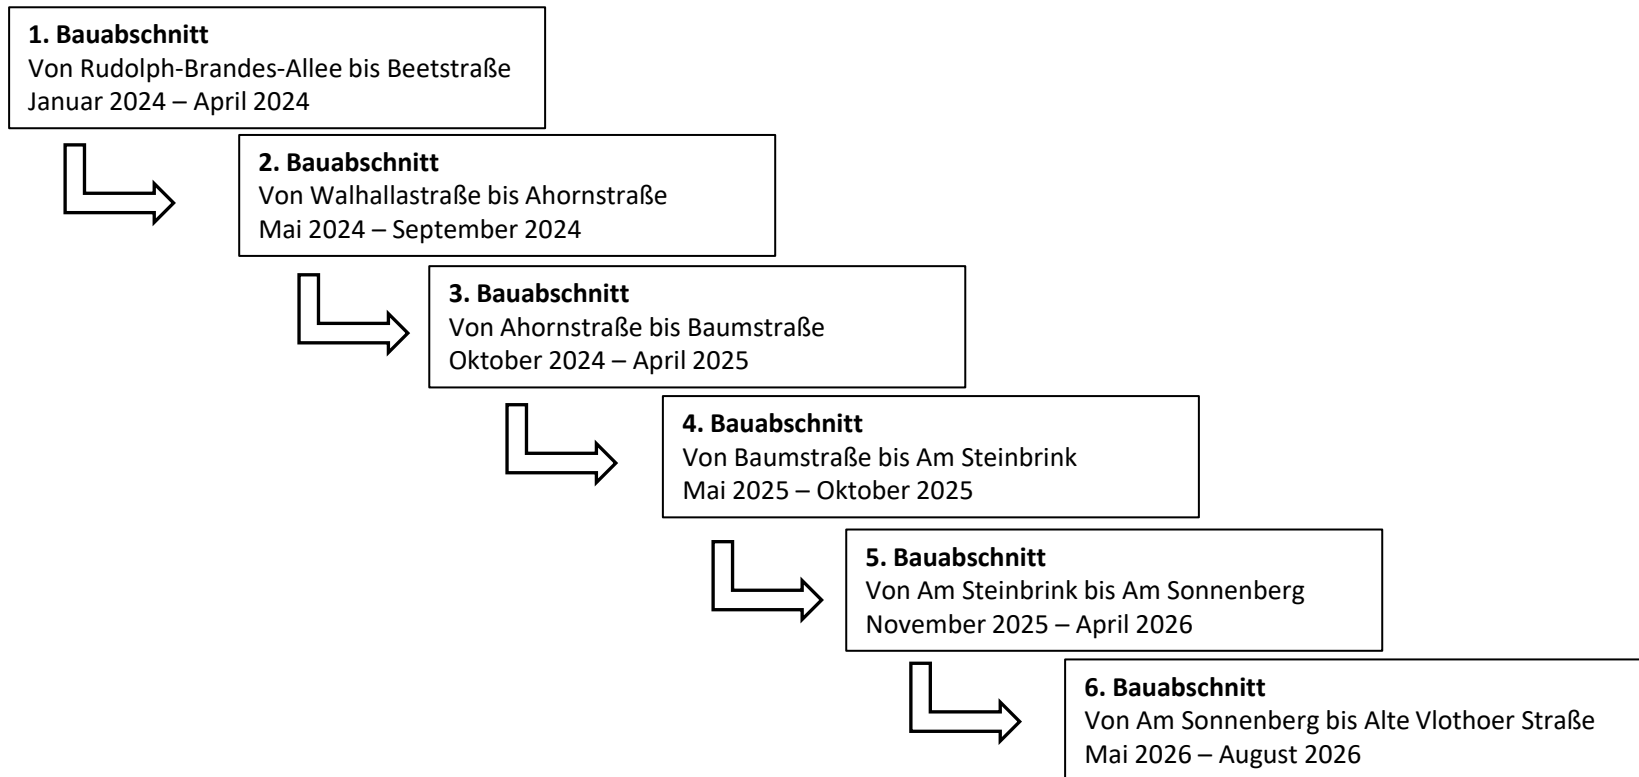 1. Bauabschnitt
Von Rudolph-Brandes-Allee bis Beetstraße
Januar 2024 – April 2024
2. Bauabschnitt
Von Walhallastraße bis Ahornstraße
Mai 2024 – September 2024
3. Bauabschnitt
Von Ahornstraße bis Baumstraße
Oktober 2024 – April 2025
4. Bauabschnitt
Von Baumstraße bis Am Steinbrink
Mai 2025 – Oktober 2025
5. Bauabschnitt
Von Am Steinbrink bis Am Sonnenberg
November 2025 – April 2026
6. Bauabschnitt
Von Am Sonnenberg bis Alte Vlothoer Straße
Mai 2026 – August 2026